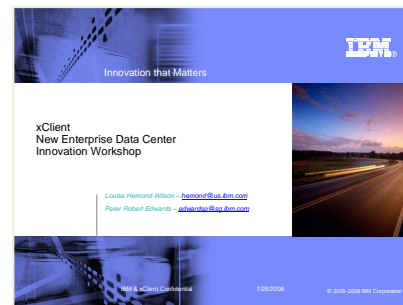 IBM®
Innovation that Matters
xClient
New Enterprise Data Center
Innovation Workshop
Louise Hemond-Wilson – hemond@us.ibm.com
Peter Robert Edwards – edwardsp@sg.ibm.com
IBM & xClient Confidential
7/28/2008
© 2005-2008 IBM Corporation